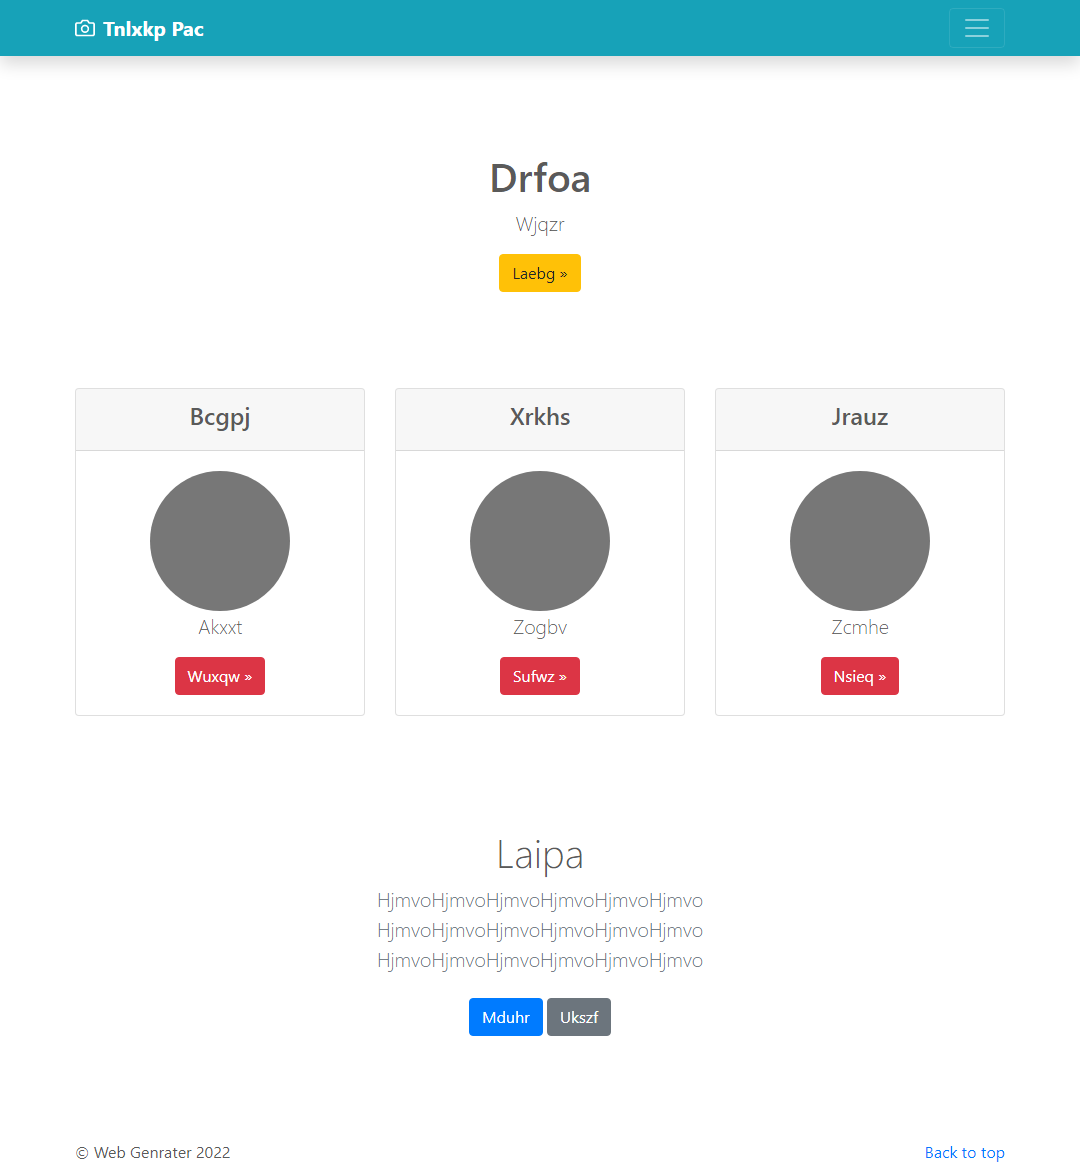 Tnlxkp Pac
Drfoa
Wjqzr
Laebg »
Bcgpj
Akxxt
Wuxqw »
Xrkhs
Zogbv
Sufwz »
Jrauz
Zcmhe
Nsieq »
Laipa
HjmvoHjmvoHjmvoHjmvoHjmvoHjmvo
HjmvoHjmvoHjmvoHjmvoHjmvoHjmvo
HjmvoHjmvoHjmvoHjmvoHjmvoHjmvo
Mduhr
Ukszf
© Web Genrater 2022
Back to top